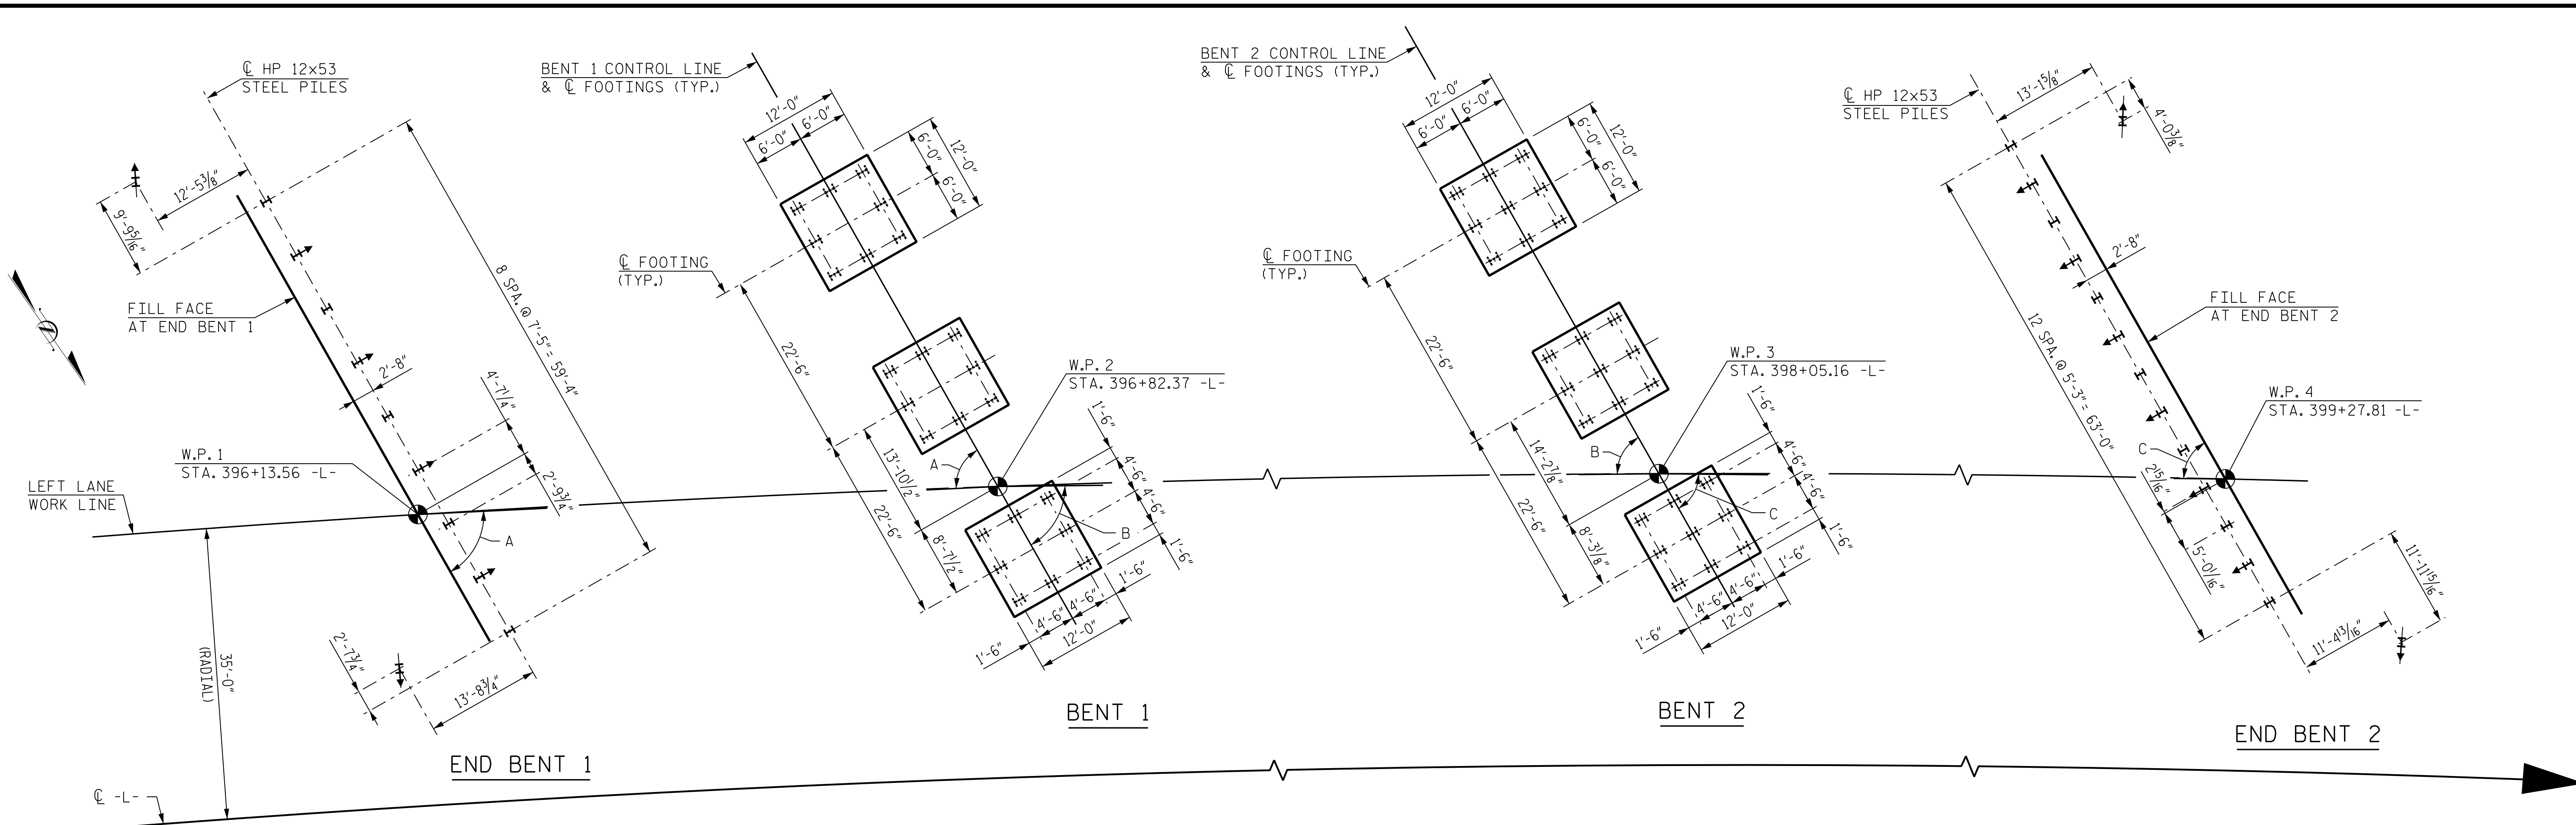 ℄ HP 12x53
STEEL PILES
12'-5⅜"
9'-9 5/16"
FILL FACE
AT END BENT 1
8 SPA. @ 7'-5" = 59'-4"
2'-8"
4'-7¼"
2'-9¾"
W.P. 1
STA. 396+13.56 -L-
LEFT LANE
WORK LINE
A
35'-0"
(RADIAL)
2'-7¾"
13'-8¾"
END BENT 1
℄ -L-
BENT 1 CONTROL LINE
& ℄ FOOTINGS (TYP.)
12'-0"
6'-0"
6'-0"
6'-0"
12'-0"
6'-0"
℄ FOOTING
(TYP.)
22'-6"
13'-10½"
22'-6"
8'-7½"
A
W.P. 2
STA. 396+82.37 -L-
1'-6"
4'-6"
4'-6"
1'-6"
B
1'-6"
4'-6"
4'-6"
1'-6"
12'-0"
BENT 1
BENT 2 CONTROL LINE
& ℄ FOOTINGS (TYP.)
12'-0"
6'-0"
6'-0"
6'-0"
12'-0"
6'-0"
℄ FOOTING
(TYP.)
22'-6"
14'-2⅞"
22'-6"
8'-3⅛"
B
W.P. 3
STA. 398+05.16 -L-
1'-6"
4'-6"
4'-6"
1'-6"
C
1'-6"
4'-6"
4'-6"
1'-6"
12'-0"
BENT 2
℄ HP 12x53
STEEL PILES
13'-1⅝"
4'-0⅜"
2'-8"
FILL FACE
AT END BENT 2
12 SPA. @ 5'-3" = 63'-0"
W.P. 4
STA. 399+27.81 -L-
C
2 15/16"
5'-0 1/16"
11'-11 15/16"
11'-4 13/16"
END BENT 2